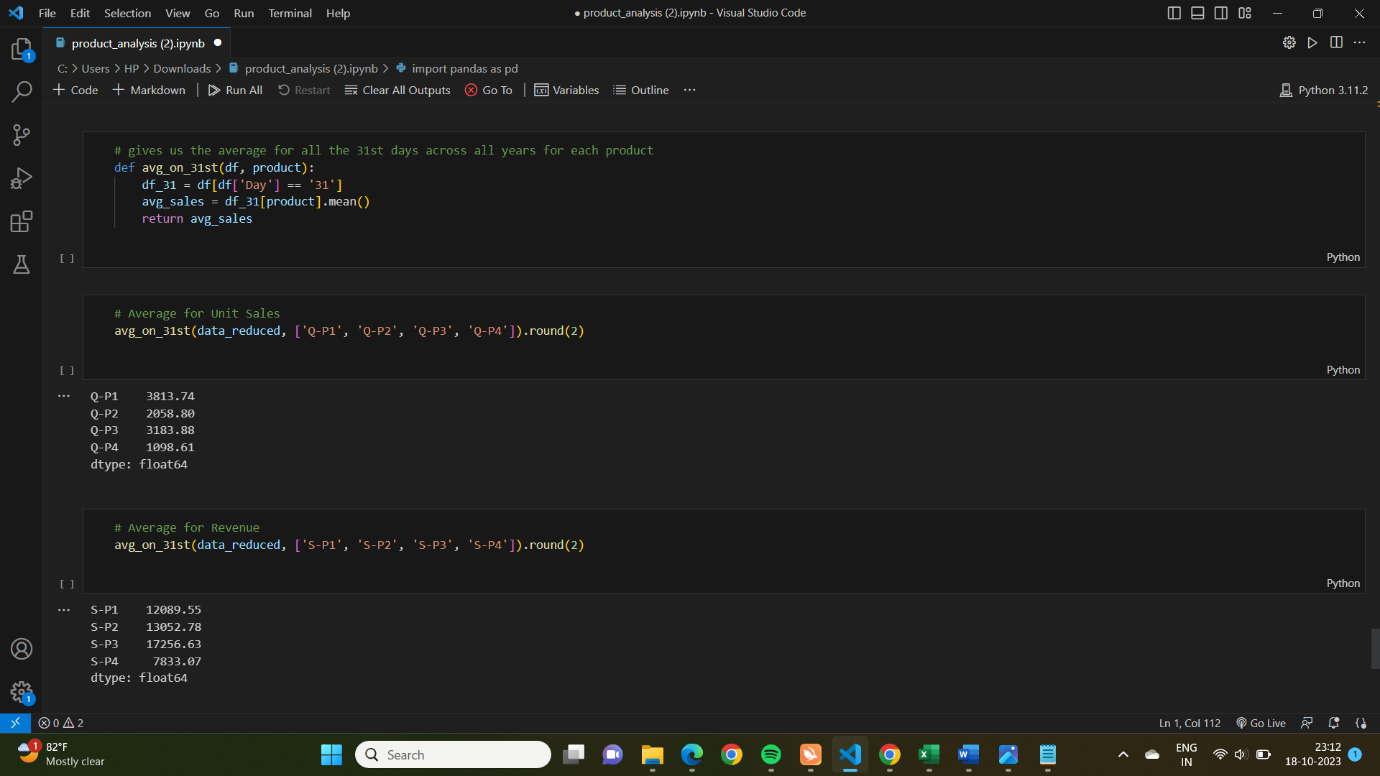 File Edit Selection View Go Run Terminal Help
● product_analysis (2).ipynb - Visual Studio Code
product_analysis (2).ipynb ●
C: > Users > HP > Downloads > product_analysis (2).ipynb > import pandas as pd
+ Code + Markdown | Run All Restart Clear All Outputs Go To | Variables Outline ...
Python 3.11.2
# gives us the average for all the 31st days across all years for each product
def avg_on_31st(df, product):
    df_31 = df[df['Day'] == '31']
    avg_sales = df_31[product].mean()
    return avg_sales
[ ]
Python
# Average for Unit Sales
avg_on_31st(data_reduced, ['Q-P1', 'Q-P2', 'Q-P3', 'Q-P4']).round(2)
[ ]
Python
... Q-P1    3813.74
Q-P2    2058.80
Q-P3    3183.88
Q-P4    1098.61
dtype: float64
# Average for Revenue
avg_on_31st(data_reduced, ['S-P1', 'S-P2', 'S-P3', 'S-P4']).round(2)
[ ]
Python
... S-P1    12089.55
S-P2    13052.78
S-P3    17256.63
S-P4     7833.07
dtype: float64
1
1
0 2
Ln 1, Col 112 Go Live
1
82°F
Mostly clear
Search
ENG
IN
23:12
18-10-2023
1